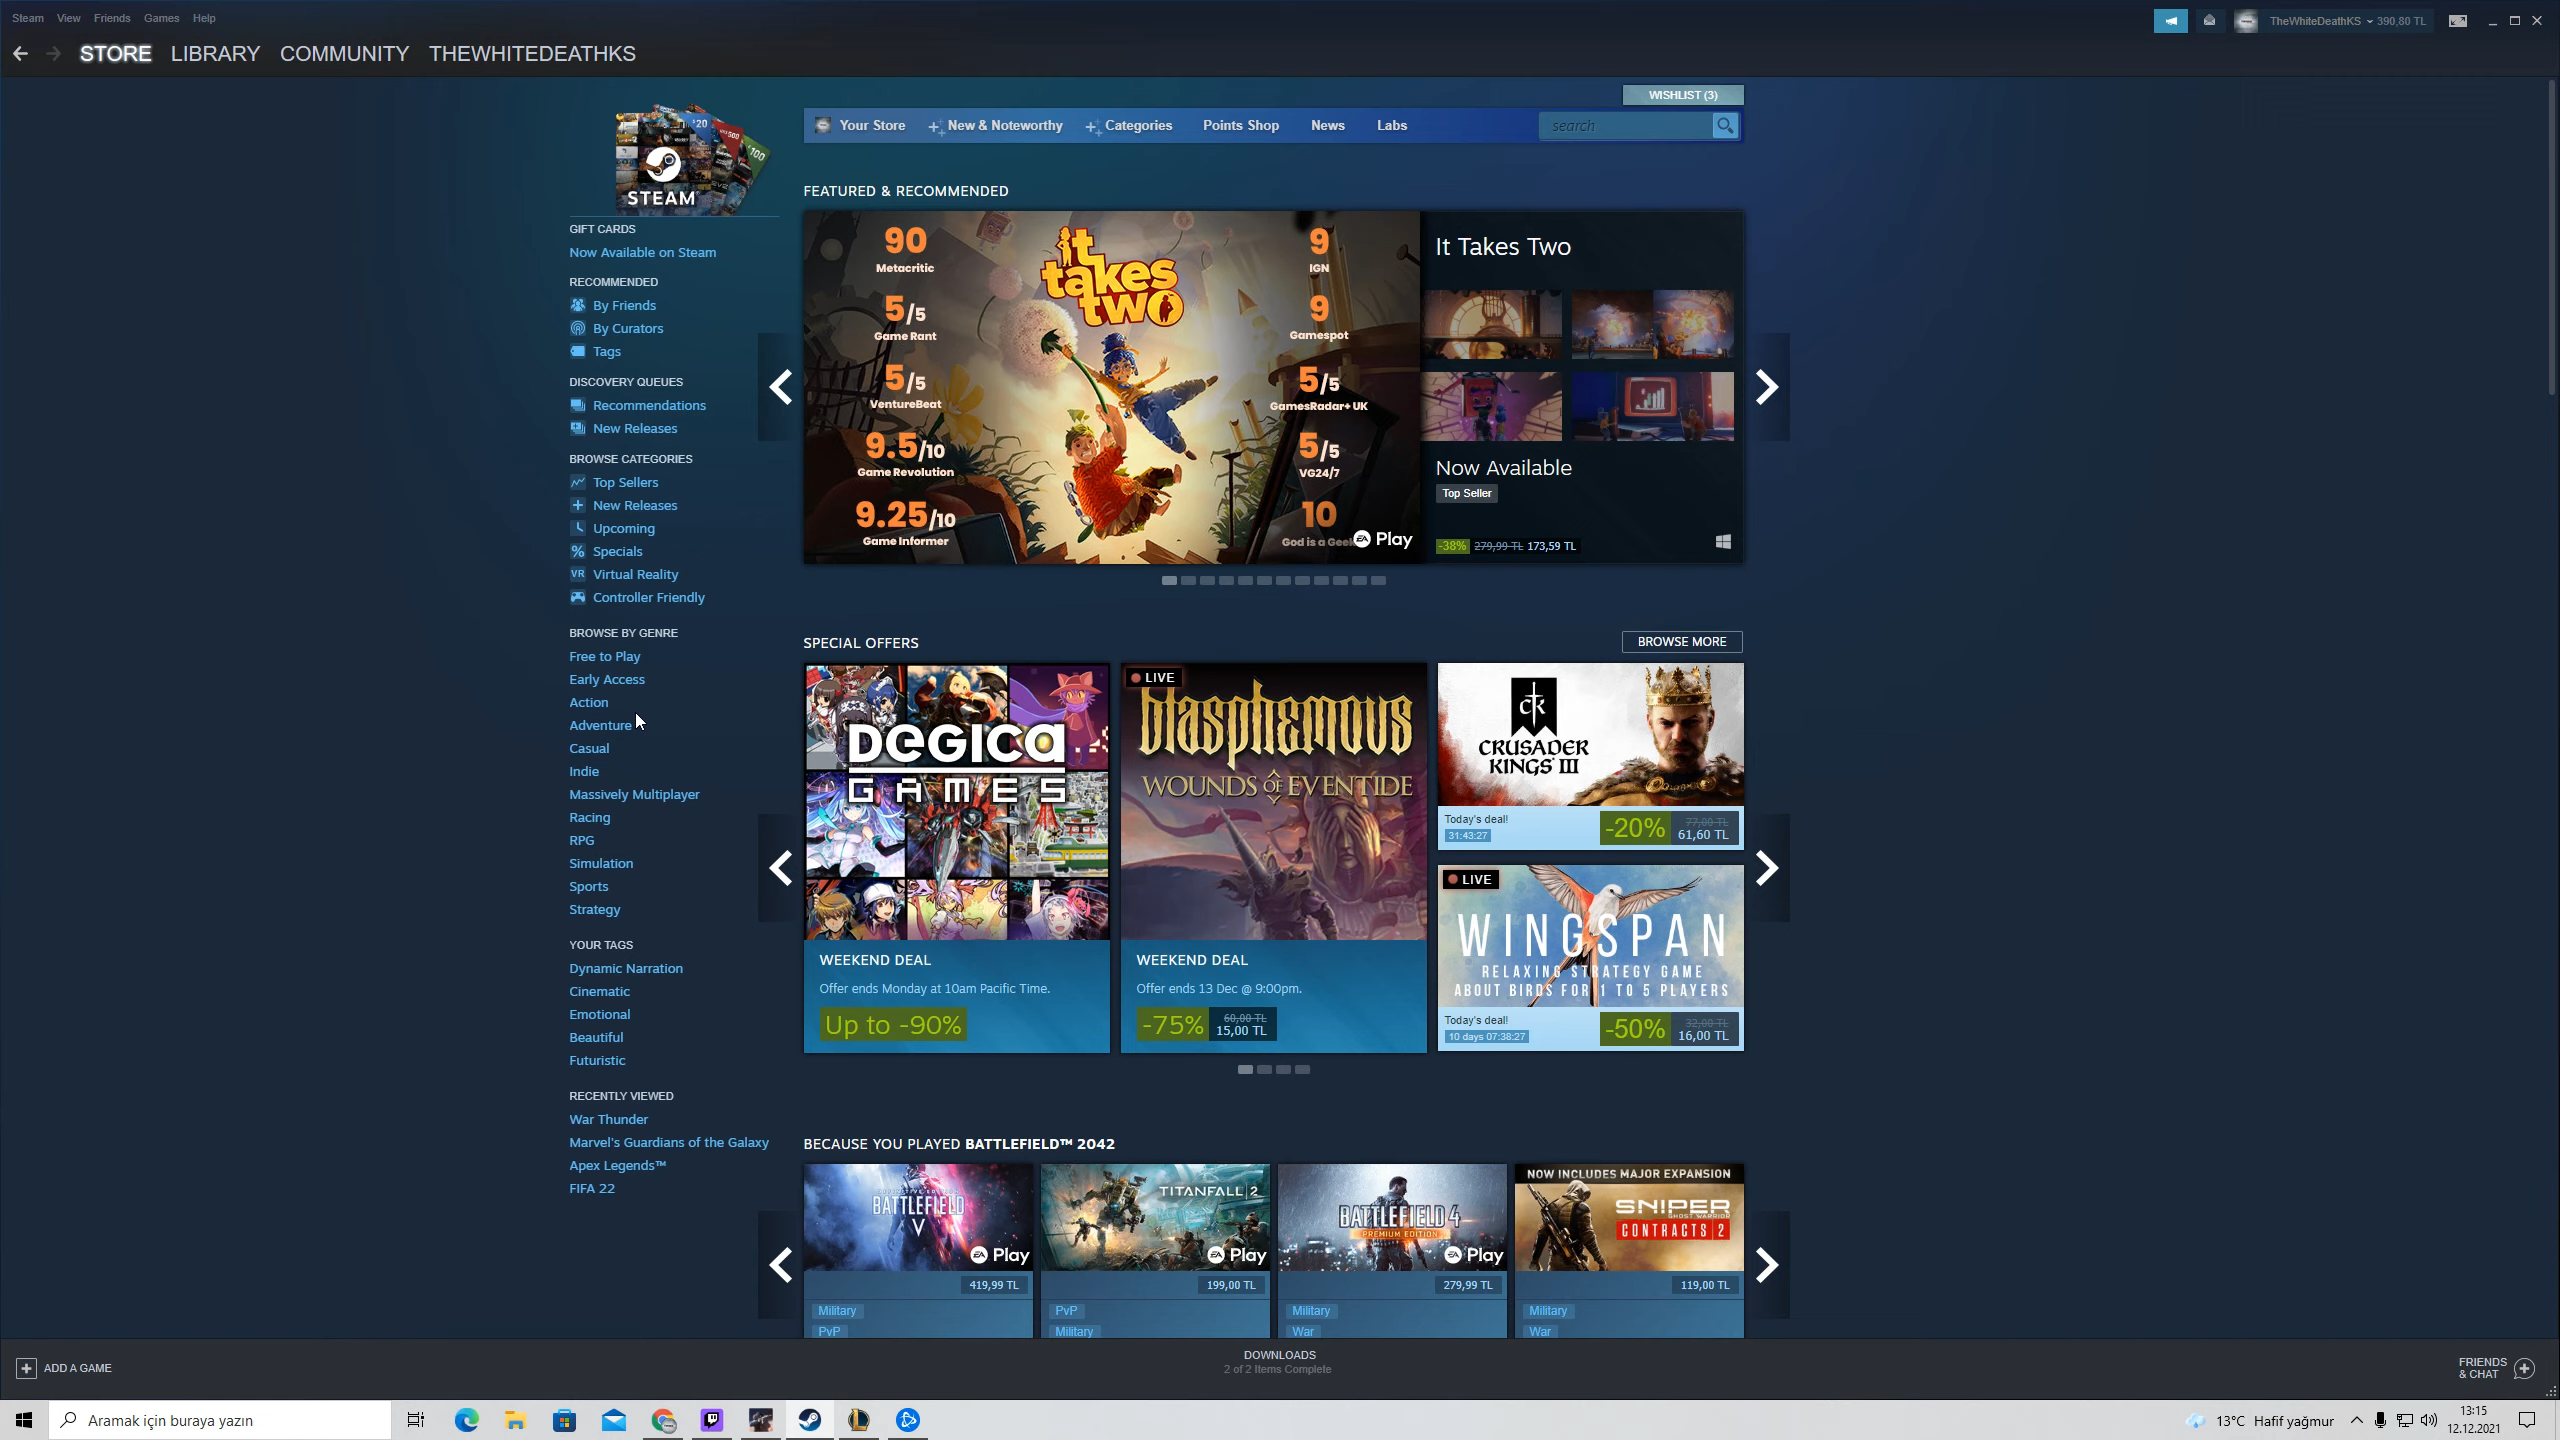 Steam View Friends Games Help
TheWhiteDeathKS 390,80 TL
STORE LIBRARY COMMUNITY THEWHITEDEATHKS
WISHLIST (3)
Your Store New & Noteworthy Categories Points Shop News Labs
search
STEAM
GIFT CARDS
Now Available on Steam
RECOMMENDED
By Friends
By Curators
Tags
DISCOVERY QUEUES
Recommendations
New Releases
BROWSE CATEGORIES
Top Sellers
New Releases
Upcoming
Specials
VR Virtual Reality
Controller Friendly
BROWSE BY GENRE
Free to Play
Early Access
Action
Adventure
Casual
Indie
Massively Multiplayer
Racing
RPG
Simulation
Sports
Strategy
YOUR TAGS
Dynamic Narration
Cinematic
Emotional
Beautiful
Futuristic
RECENTLY VIEWED
War Thunder
Marvel's Guardians of the Galaxy
Apex Legends™
FIFA 22
FEATURED & RECOMMENDED
90
Metacritic
5/5
Game Rant
5/5
VentureBeat
9.5/10
Game Revolution
9.25/10
Game Informer
it
takes
two
9
IGN
9
Gamespot
5/5
GamesRadar+ UK
5/5
VG24/7
10
God is a Geek
EA Play
It Takes Two
Now Available
Top Seller
-38% 279,99 TL 173,59 TL
SPECIAL OFFERS
BROWSE MORE
DEGICA
GAMES
WEEKEND DEAL
Offer ends Monday at 10am Pacific Time.
Up to -90%
LIVE
blasphemous
WOUNDS OF EVENTIDE
WEEKEND DEAL
Offer ends 13 Dec @ 9:00pm.
-75% 60,00 TL
15,00 TL
CK
CRUSADER
KINGS III
Today's deal!
31:43:27
-20% 77,00 TL
61,60 TL
LIVE
WINGSPAN
RELAXING STRATEGY GAME
ABOUT BIRDS FOR 1 TO 5 PLAYERS
Today's deal!
10 days 07:38:27
-50% 32,00 TL
16,00 TL
BECAUSE YOU PLAYED BATTLEFIELD™ 2042
BATTLEFIELD
V
EA Play
419,99 TL
Military
PvP
TITANFALL 2
EA Play
199,00 TL
PvP
Military
BATTLEFIELD 4
PREMIUM EDITION
EA Play
279,99 TL
Military
War
NOW INCLUDES MAJOR EXPANSION
SNIPER
GHOST WARRIOR
CONTRACTS 2
119,00 TL
Military
War
ADD A GAME
DOWNLOADS
2 of 2 Items Complete
FRIENDS
& CHAT
Aramak için buraya yazın
13°C Hafif yağmur
13:15
12.12.2021